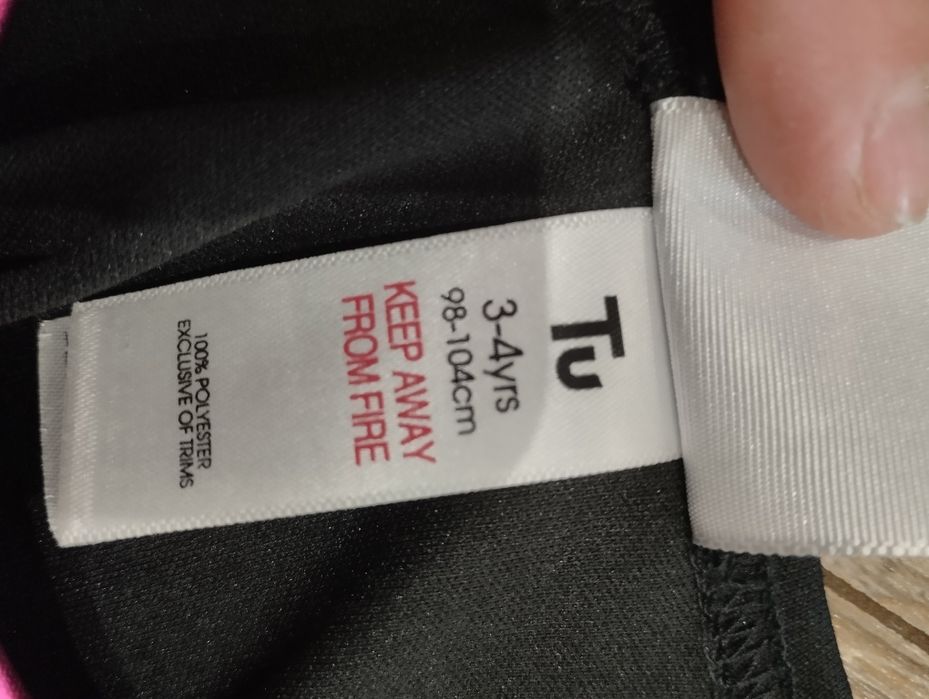 Tu
3-4yrs
98-104cm
KEEP AWAY
FROM FIRE
100% POLYESTER
EXCLUSIVE OF TRIMS